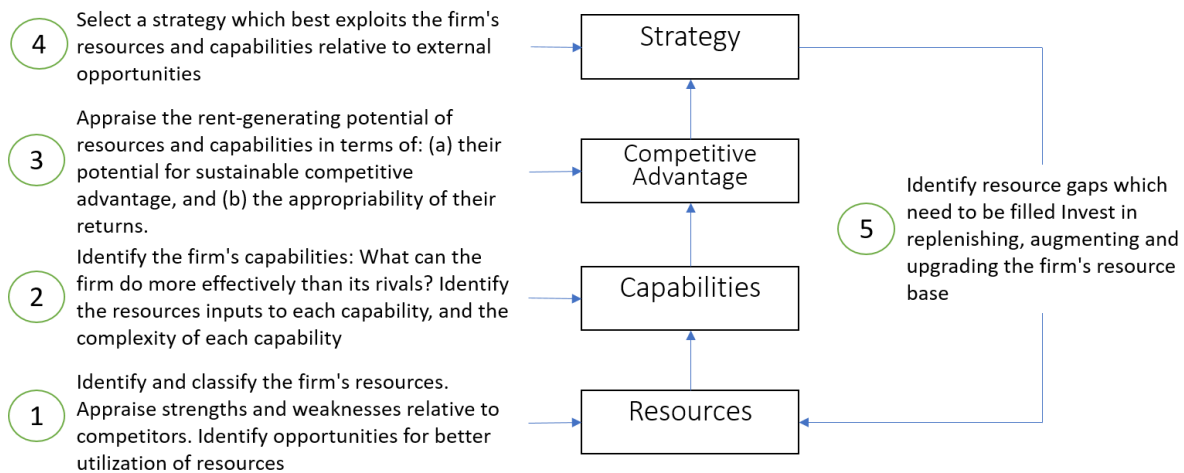 4
Select a strategy which best exploits the firm's
resources and capabilities relative to external
opportunities
Strategy
3
Appraise the rent-generating potential of
resources and capabilities in terms of: (a) their
potential for sustainable competitive
advantage, and (b) the appropriability of their
returns.
Competitive
Advantage
2
Identify the firm's capabilities: What can the
firm do more effectively than its rivals? Identify
the resources inputs to each capability, and the
complexity of each capability
Capabilities
1
Identify and classify the firm's resources.
Appraise strengths and weaknesses relative to
competitors. Identify opportunities for better
utilization of resources
Resources
5
Identify resource gaps which
need to be filled Invest in
replenishing, augmenting and
upgrading the firm's resource
base